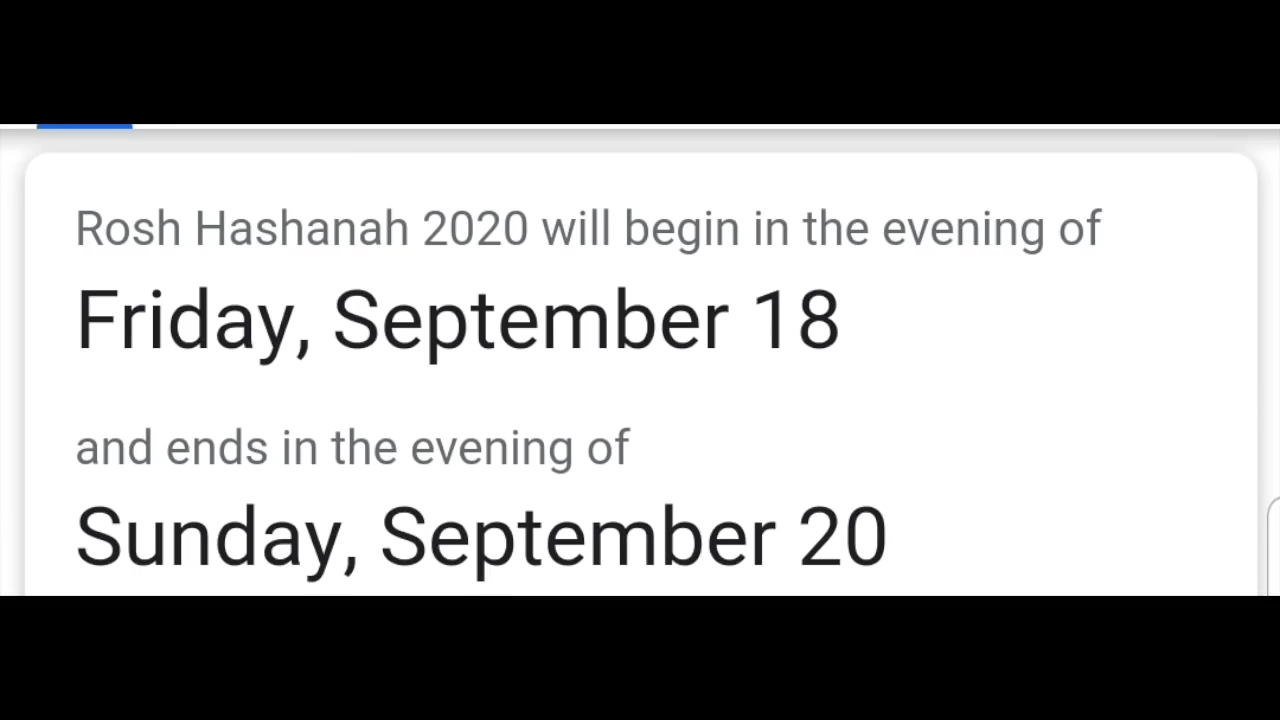 Rosh Hashanah 2020 will begin in the evening of
Friday, September 18
and ends in the evening of
Sunday, September 20